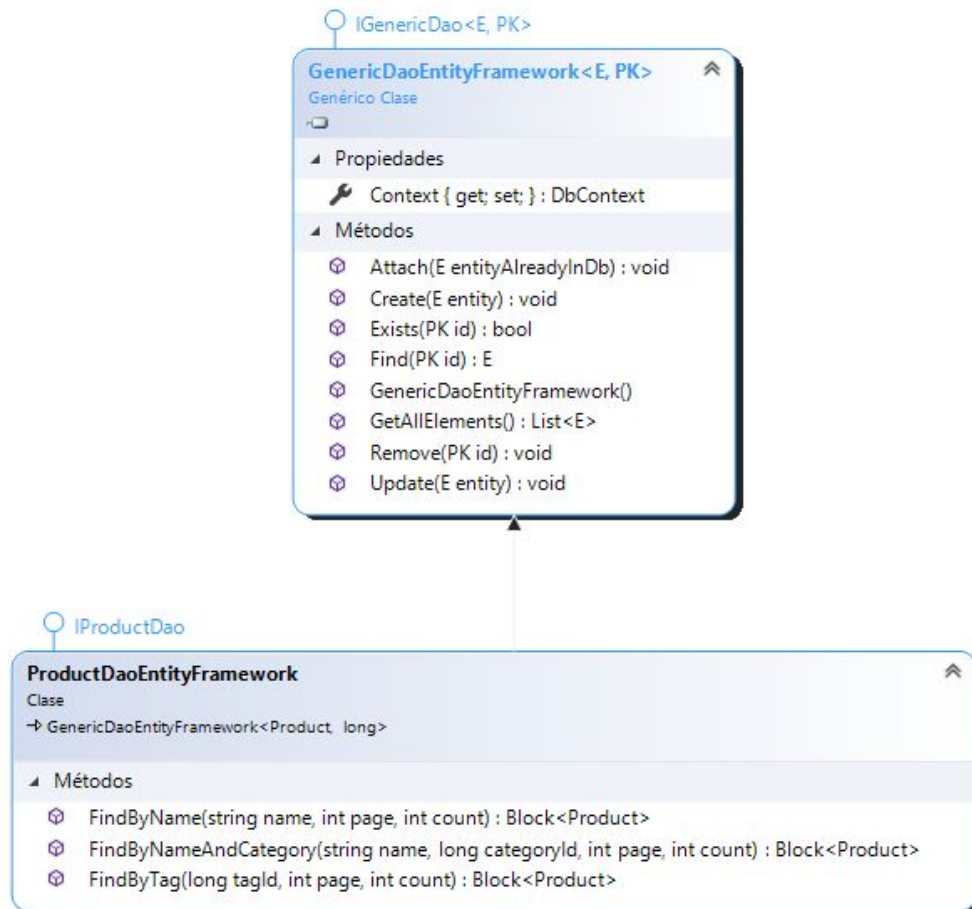 IGenericDao<E, PK>
GenericDaoEntityFramework<E, PK>
Genérico Clase
Propiedades
Context { get; set; } : DbContext
Métodos
Attach(E entityAlreadyInDb) : void
Create(E entity) : void
Exists(PK id) : bool
Find(PK id) : E
GenericDaoEntityFramework()
GetAllElements() : List<E>
Remove(PK id) : void
Update(E entity) : void
IProductDao
ProductDaoEntityFramework
Clase
GenericDaoEntityFramework<Product, long>
Métodos
FindByName(string name, int page, int count) : Block<Product>
FindByNameAndCategory(string name, long categoryId, int page, int count) : Block<Product>
FindByTag(long tagId, int page, int count) : Block<Product>